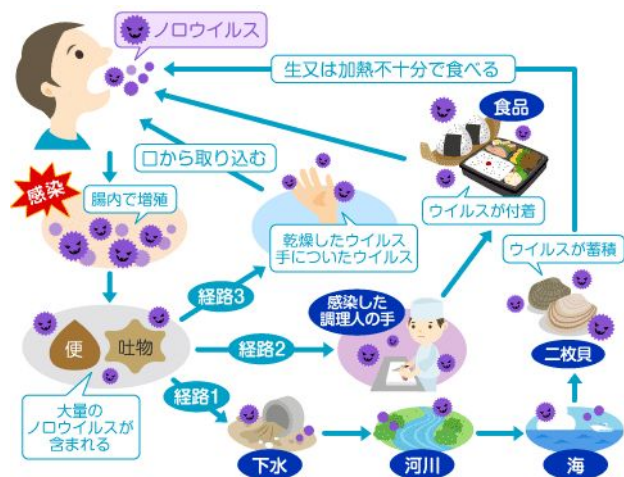 ノロウイルス
生又は加熱不十分で食べる
食品
口から取り込む
感染
腸内で増殖
ウイルスが付着
乾燥したウイルス
手についたウイルス
ウイルスが蓄積
経路3
感染した
調理人の手
便
吐物
経路2
二枚貝
大量の
ノロウイルスが
含まれる
経路1
下水
河川
海